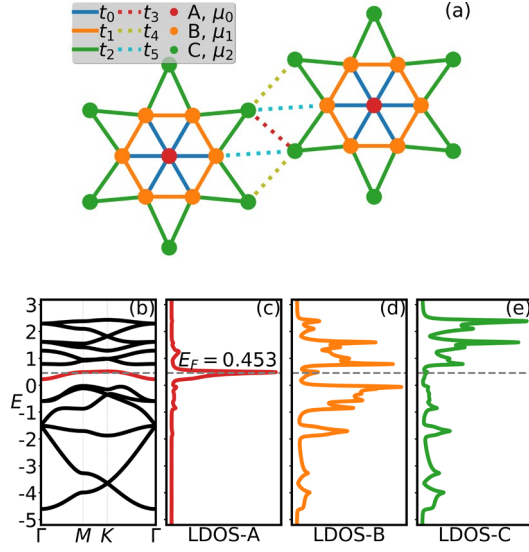 t₀ t₃ A, μ₀
t₁ t₄ B, μ₁
t₂ t₅ C, μ₂
(a)
(b) (c) (d) (e)
E_F = 0.453
E
3
2
1
0
-1
-2
-3
-4
-5
Γ M K Γ
LDOS-A LDOS-B LDOS-C